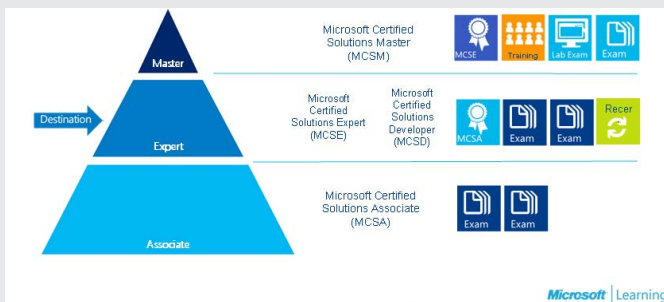 Master
Microsoft Certified
Solutions Master
(MCSM)
MCSE
Training
Lab Exam
Exam
Destination
Expert
Microsoft
Certified
Solutions Expert
(MCSE)
Microsoft
Certified
Solutions
Developer
(MCSD)
MCSA
Exam
Exam
Recer
Associate
Microsoft Certified
Solutions Associate
(MCSA)
Exam
Exam
Microsoft | Learning